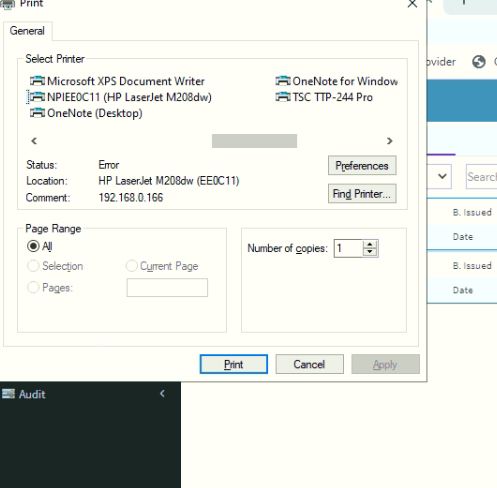 Print
General
Select Printer
Microsoft XPS Document Writer
OneNote for Window
NPIEE0C11 (HP LaserJet M208dw)
TSC TTP-244 Pro
OneNote (Desktop)
Status: Error
Preferences
Location: HP LaserJet M208dw (EE0C11)
Comment: 192.168.0.166
Find Printer...
Page Range
All
Selection
Current Page
Pages:
Number of copies: 1
Print
Cancel
Apply
ovider
Search
B. Issued
Date
B. Issued
Date
Audit